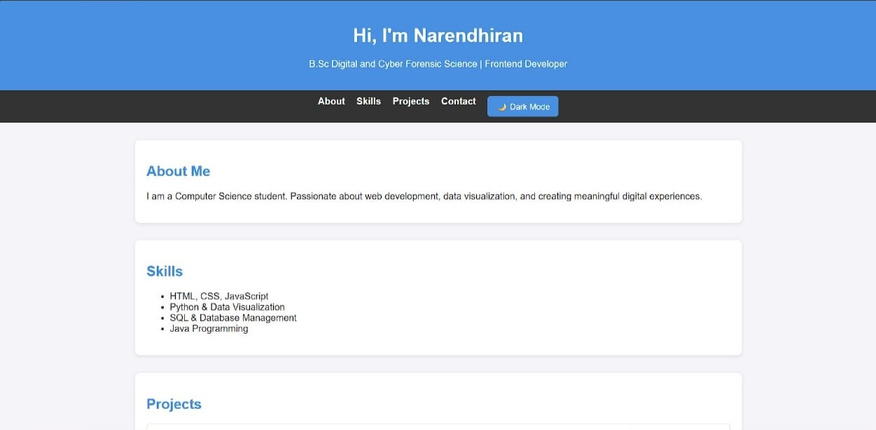 Hi, I'm Narendhiran
B.Sc Digital and Cyber Forensic Science | Frontend Developer
About Skills Projects Contact 🌙 Dark Mode
About Me
I am a Computer Science student. Passionate about web development, data visualization, and creating meaningful digital experiences.
Skills
• HTML, CSS, JavaScript
• Python & Data Visualization
• SQL & Database Management
• Java Programming
Projects